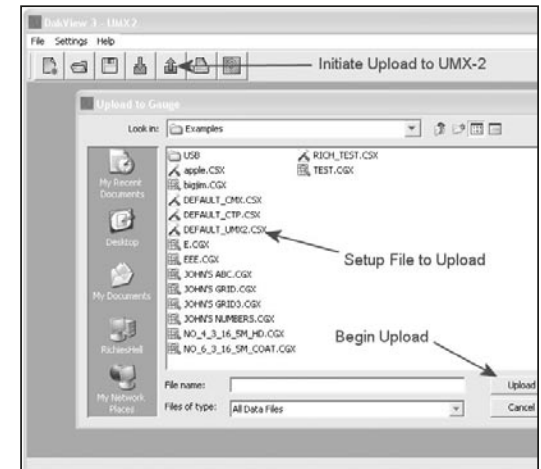 DakView 3 - UMX2
File Settings Help
Initiate Upload to UMX-2
Upload to Gauge
Look in: Examples
My Recent Documents
Desktop
My Documents
RichiesHell
My Network Places
USB
apple.CSX
bigjim.CGX
DEFAULT_CMX.CSX
DEFAULT_CTP.CSX
DEFAULT_UMX2.CSX
E.CGX
EEE.CGX
JOHN'S ABC.CGX
JOHN'S GRID.CGX
JOHN'S GRID3.CGX
JOHN'S NUMBERS.CGX
NO_4_3_16_SM_HD.CGX
NO_6_3_16_SM_COAT.CGX
RICH_TEST.CSX
TEST.CGX
Setup File to Upload
Begin Upload
File name: Upload
Files of type: All Data Files Cancel